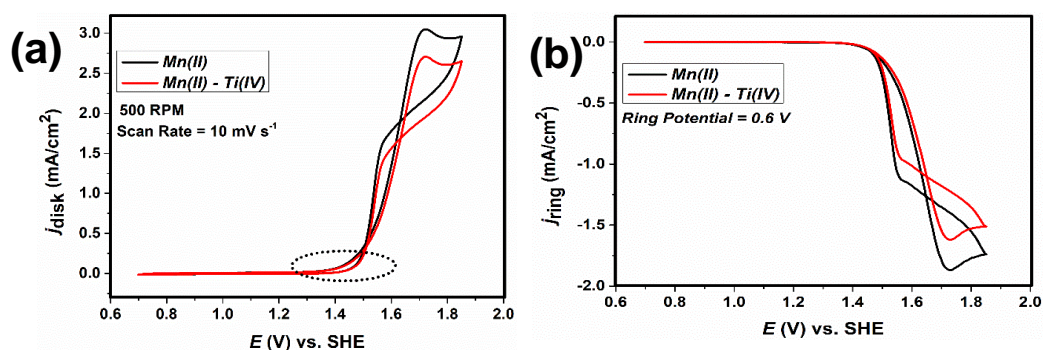 (a)
3.0
2.5
2.0
1.5
1.0
0.5
0.0
j_disk (mA/cm²)
Mn(II)
Mn(II) - Ti(IV)
500 RPM
Scan Rate = 10 mV s⁻¹
0.6 0.8 1.0 1.2 1.4 1.6 1.8 2.0
E (V) vs. SHE
(b)
0.0
-0.5
-1.0
-1.5
-2.0
j_ring (mA/cm²)
Mn(II)
Mn(II) - Ti(IV)
Ring Potential = 0.6 V
0.6 0.8 1.0 1.2 1.4 1.6 1.8 2.0
E (V) vs. SHE